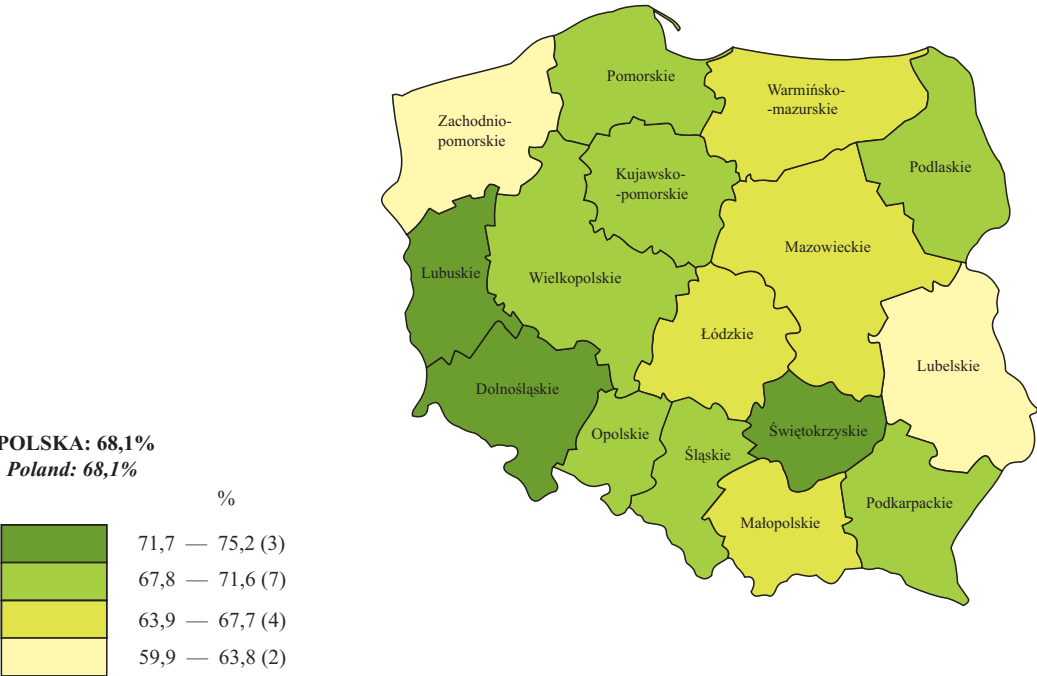 Pomorskie
Warmińsko-
-mazurskie
Zachodnio-
pomorskie
Podlaskie
Kujawsko-
-pomorskie
Mazowieckie
Lubuskie
Wielkopolskie
Łódzkie
Lubelskie
Dolnośląskie
Opolskie
Świętokrzyskie
Śląskie
Podkarpackie
Małopolskie
POLSKA: 68,1%
Poland: 68,1%
%
71,7 — 75,2 (3)
67,8 — 71,6 (7)
63,9 — 67,7 (4)
59,9 — 63,8 (2)